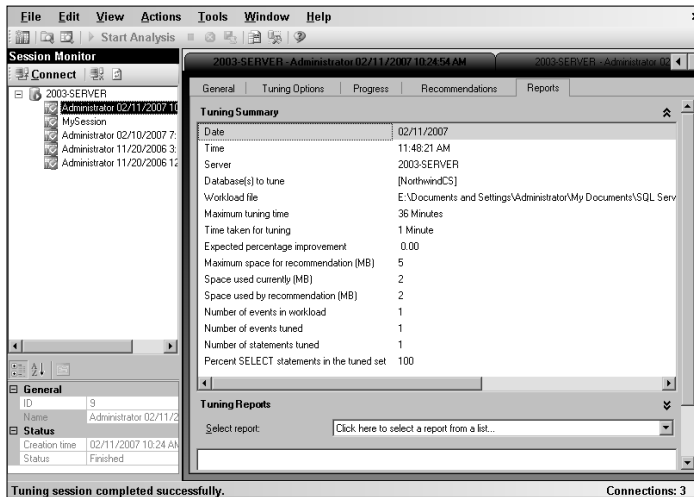 File Edit View Actions Tools Window Help
Start Analysis
Session Monitor
Connect
2003-SERVER
Administrator 02/11/2007 10
MySession
Administrator 02/10/2007 7:
Administrator 11/20/2006 3:
Administrator 11/20/2006 12
General
ID 9
Name Administrator 02/11/2
Status
Creation time 02/11/2007 10:24 AM
Status Finished
2003-SERVER - Administrator 02/11/2007 10:24:54 AM
2003-SERVER - Administrator 02
General Tuning Options Progress Recommendations Reports
Tuning Summary
Date 02/11/2007
Time 11:48:21 AM
Server 2003-SERVER
Database(s) to tune [NorthwindCS]
Workload file E:\Documents and Settings\Administrator\My Documents\SQL Serv
Maximum tuning time 36 Minutes
Time taken for tuning 1 Minute
Expected percentage improvement 0.00
Maximum space for recommendation (MB) 5
Space used currently (MB) 2
Space used by recommendation (MB) 2
Number of events in workload 1
Number of events tuned 1
Number of statements tuned 1
Percent SELECT statements in the tuned set 100
Tuning Reports
Select report: Click here to select a report from a list...
Tuning session completed successfully. Connections: 3